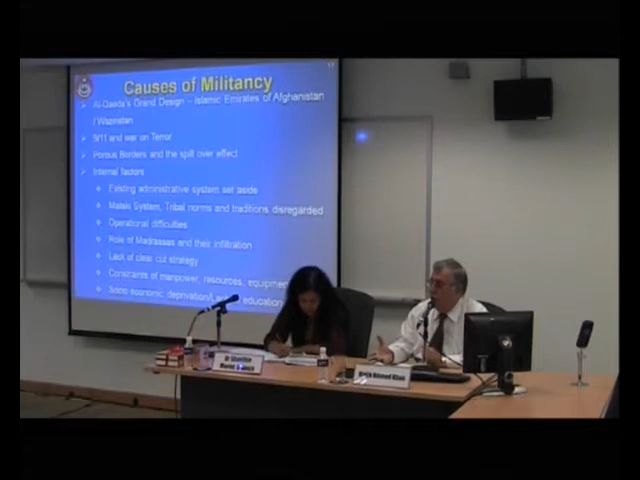 Causes of Militancy
Al-Qaeda's Grand Design – Islamic Emirates of Afghanistan
/ Waziristan
9/11 and war on Terror
Porous Borders and the spill over effect
Internal factors
Existing administrative system set aside
Maliki System, Tribal norms and traditions disregarded
Operational difficulties
Role of Madrassas and their infiltration
Lack of clear cut strategy
Constraints of manpower, resources, equipment
Socio economic deprivation/ education
Dr
Khan